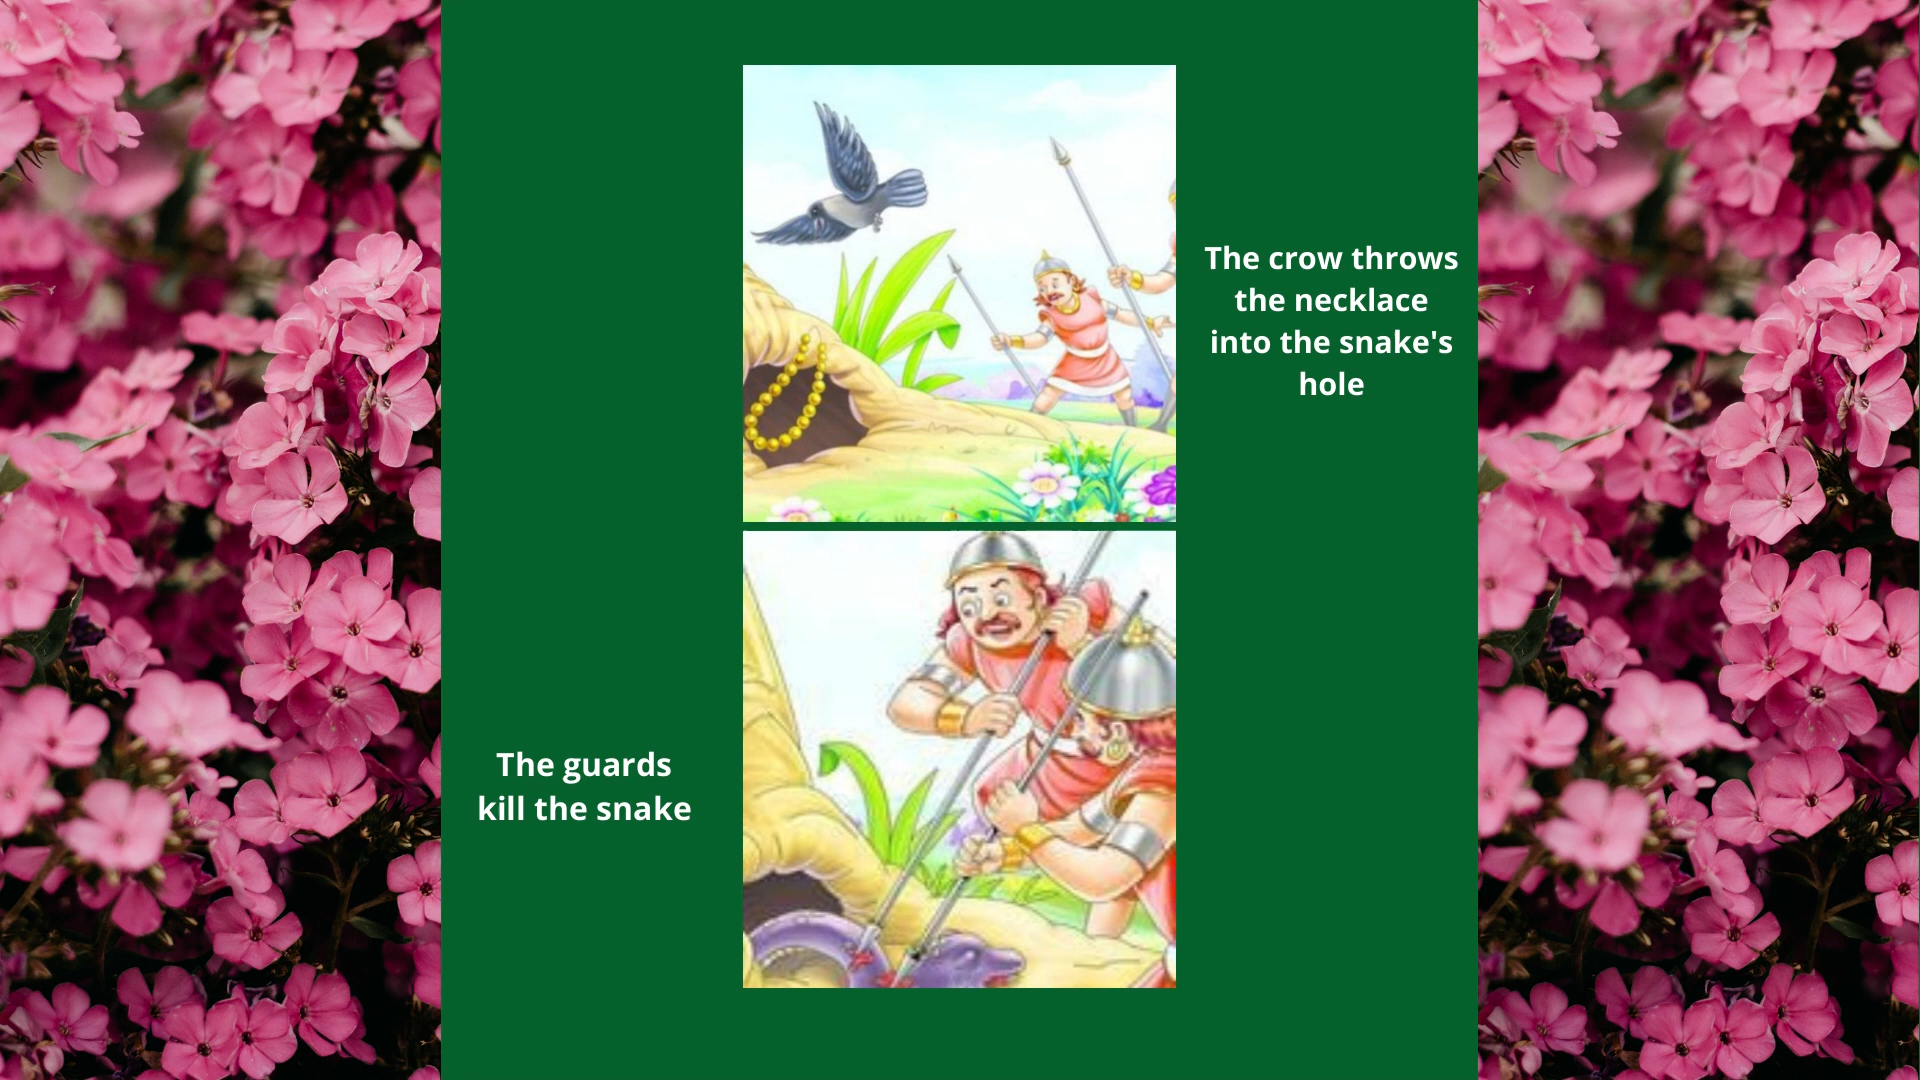 The crow throws
the necklace
into the snake's
hole
The guards
kill the snake